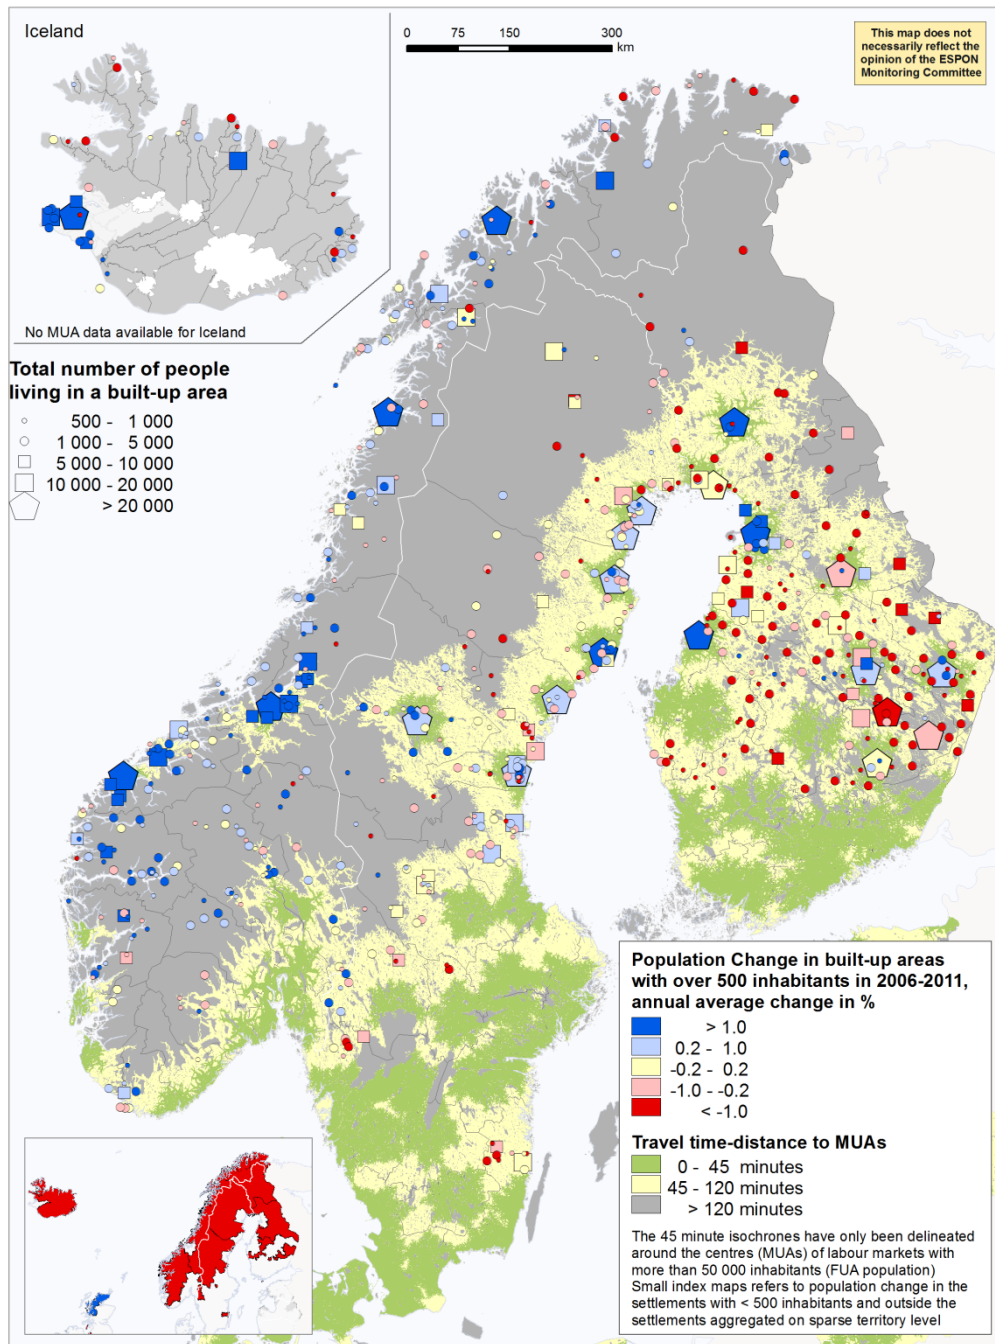 Iceland
0 75 150 300
km
This map does not
necessarily reflect the
opinion of the ESPON
Monitoring Committee
No MUA data available for Iceland
Total number of people
living in a built-up area
500 - 1 000
1 000 - 5 000
5 000 - 10 000
10 000 - 20 000
> 20 000
Population Change in built-up areas
with over 500 inhabitants in 2006-2011,
annual average change in %
> 1.0
0.2 - 1.0
-0.2 - 0.2
-1.0 - -0.2
< -1.0
Travel time-distance to MUAs
0 - 45 minutes
45 - 120 minutes
> 120 minutes
The 45 minute isochrones have only been delineated
around the centres (MUAs) of labour markets with
more than 50 000 inhabitants (FUA population)
Small index maps refers to population change in the
settlements with < 500 inhabitants and outside the
settlements aggregated on sparse territory level